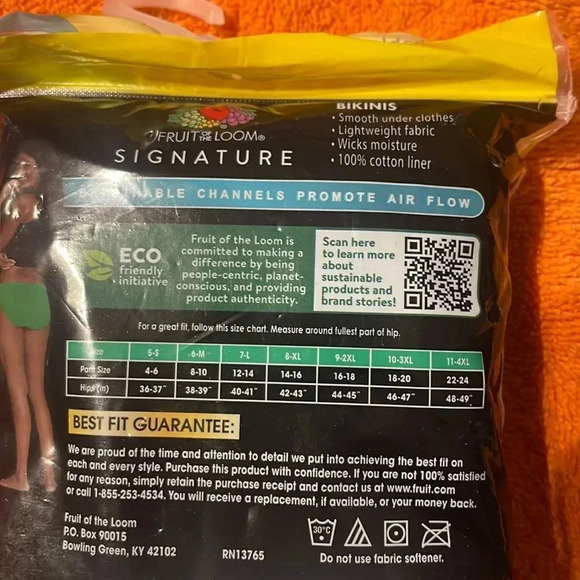 BIKINIS
• Smooth under clothes
• Lightweight fabric
• Wicks moisture
• 100% cotton liner
FRUIT OF THE LOOM®
SIGNATURE
CHANNELS PROMOTE AIR FLOW
ECO
friendly
initiative
Fruit of the Loom is
committed to making a
difference by being
people-centric, planet-
conscious, and providing
product authenticity.
Scan here
to learn more
about
sustainable
products and
brand stories!
For a great fit, follow this size chart. Measure around fullest part of hip.
Size 5-S 6-M 7-L 8-XL 9-2XL 10-3XL 11-4XL
Pant Size 4-6 8-10 12-14 14-16 16-18 18-20 22-24
Hips (in) 36-37" 38-39" 40-41" 42-43" 44-45" 46-47" 48-49"
BEST FIT GUARANTEE:
We are proud of the time and attention to detail we put into achieving the best fit on
each and every style. Purchase this product with confidence. If you are not 100% satisfied
for any reason, simply retain the purchase receipt and contact us at www.fruit.com
or call 1-855-253-4534. You will receive a replacement, if available, or your money back.
Fruit of the Loom
P.O. Box 90015
Bowling Green, KY 42102
RN13765
30°C
Do not use fabric softener.